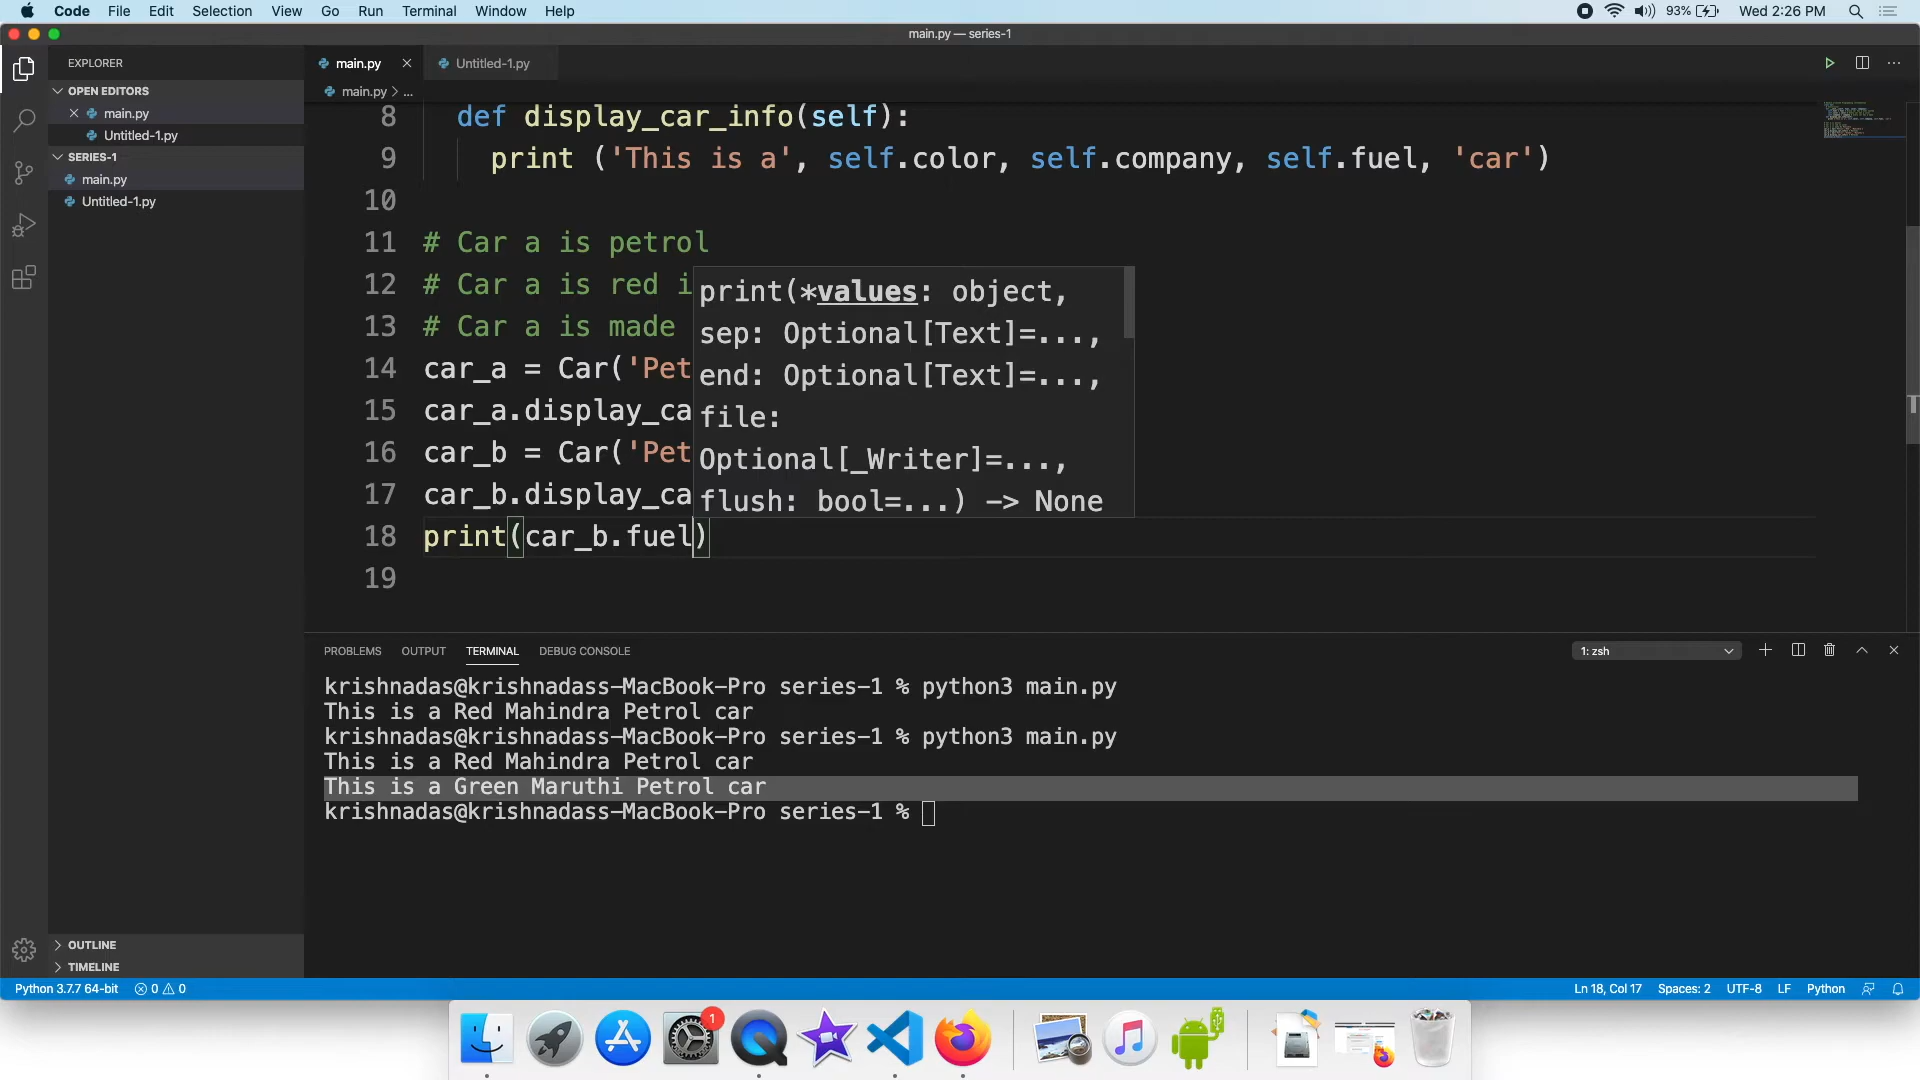 Code File Edit Selection View Go Run Terminal Window Help 93% Wed 2:26 PM
main.py — series-1
EXPLORER
OPEN EDITORS
main.py
Untitled-1.py
SERIES-1
main.py
Untitled-1.py
OUTLINE
TIMELINE
main.py Untitled-1.py
main.py > ...
8 def display_car_info(self):
9 print ('This is a', self.color, self.company, self.fuel, 'car')
10
11 # Car a is petrol
12 # Car a is red i
13 # Car a is made
14 car_a = Car('Pet
15 car_a.display_ca
16 car_b = Car('Pet
17 car_b.display_ca
18 print(car_b.fuel)
19
print(*values: object,
sep: Optional[Text]=...,
end: Optional[Text]=...,
file:
Optional[_Writer]=...,
flush: bool=...) -> None
PROBLEMS OUTPUT TERMINAL DEBUG CONSOLE 1: zsh
krishnadas@krishnadass-MacBook-Pro series-1 % python3 main.py
This is a Red Mahindra Petrol car
krishnadas@krishnadass-MacBook-Pro series-1 % python3 main.py
This is a Red Mahindra Petrol car
This is a Green Maruthi Petrol car
krishnadas@krishnadass-MacBook-Pro series-1 %
Python 3.7.7 64-bit 0 0 Ln 18, Col 17 Spaces: 2 UTF-8 LF Python
1